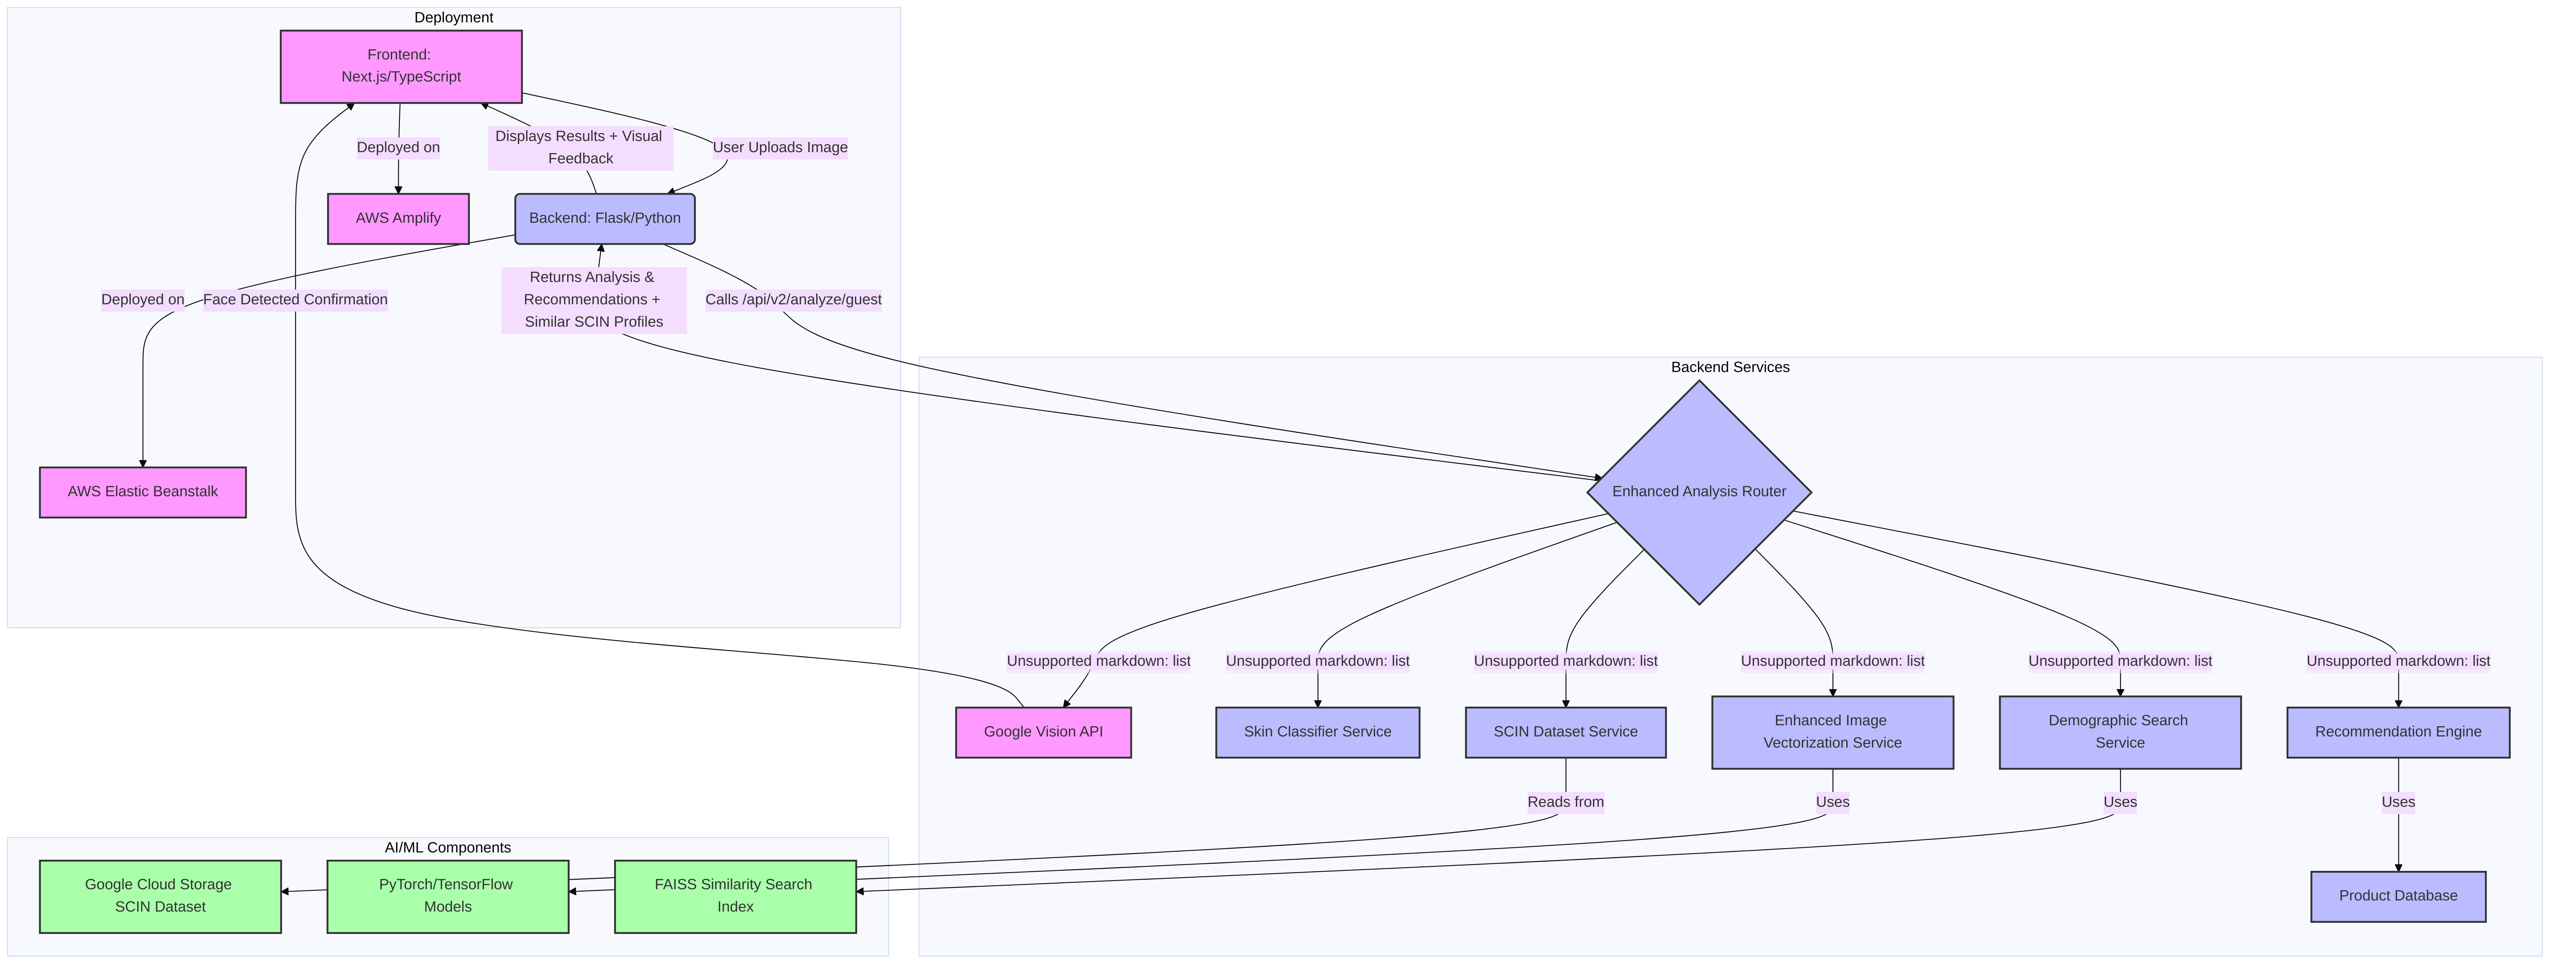 Deployment
Frontend:
Next.js/TypeScript
Deployed on
Displays Results + Visual
Feedback
User Uploads Image
AWS Amplify
Backend: Flask/Python
Deployed on
Face Detected Confirmation
Returns Analysis &
Recommendations +
Similar SCIN Profiles
Calls /api/v2/analyze/guest
AWS Elastic Beanstalk
Backend Services
Enhanced Analysis Router
Unsupported markdown: list
Unsupported markdown: list
Unsupported markdown: list
Unsupported markdown: list
Unsupported markdown: list
Unsupported markdown: list
Google Vision API
Skin Classifier Service
SCIN Dataset Service
Enhanced Image
Vectorization Service
Demographic Search
Service
Recommendation Engine
Reads from
Uses
Uses
Uses
AI/ML Components
Google Cloud Storage
SCIN Dataset
PyTorch/TensorFlow
Models
FAISS Similarity Search
Index
Product Database